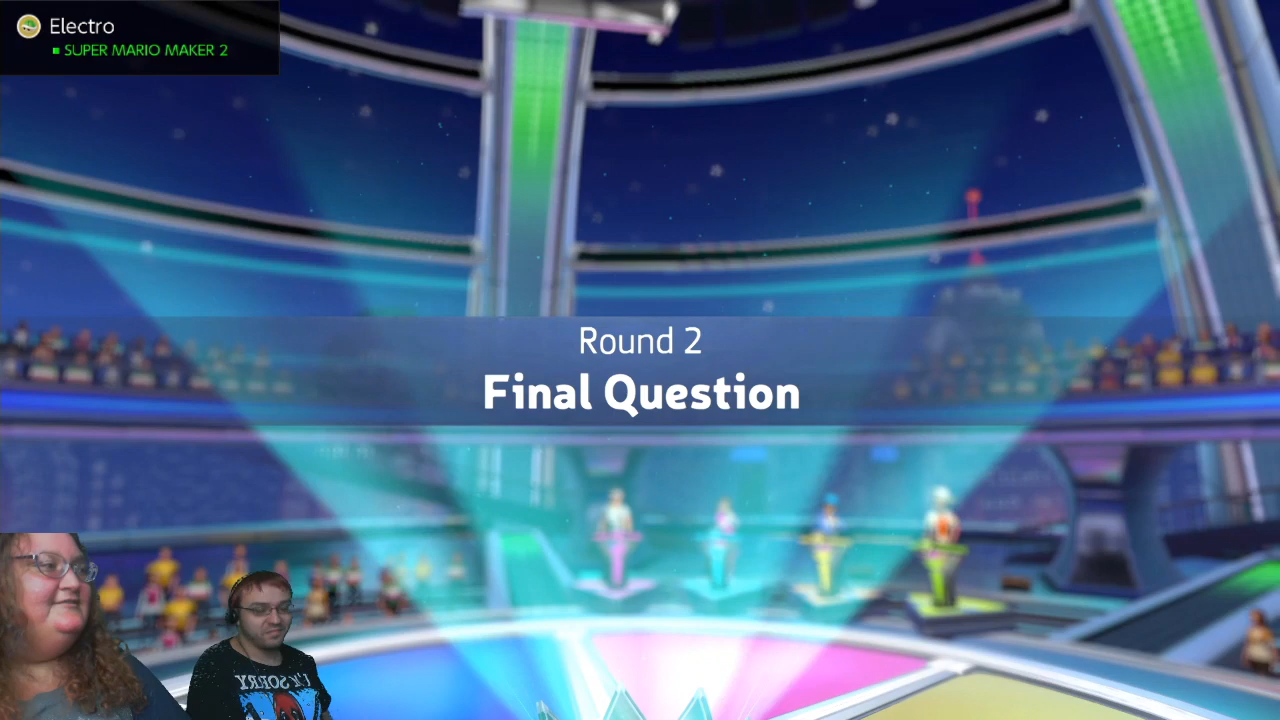 Electro
SUPER MARIO MAKER 2
Round 2
Final Question
I'M SORRY